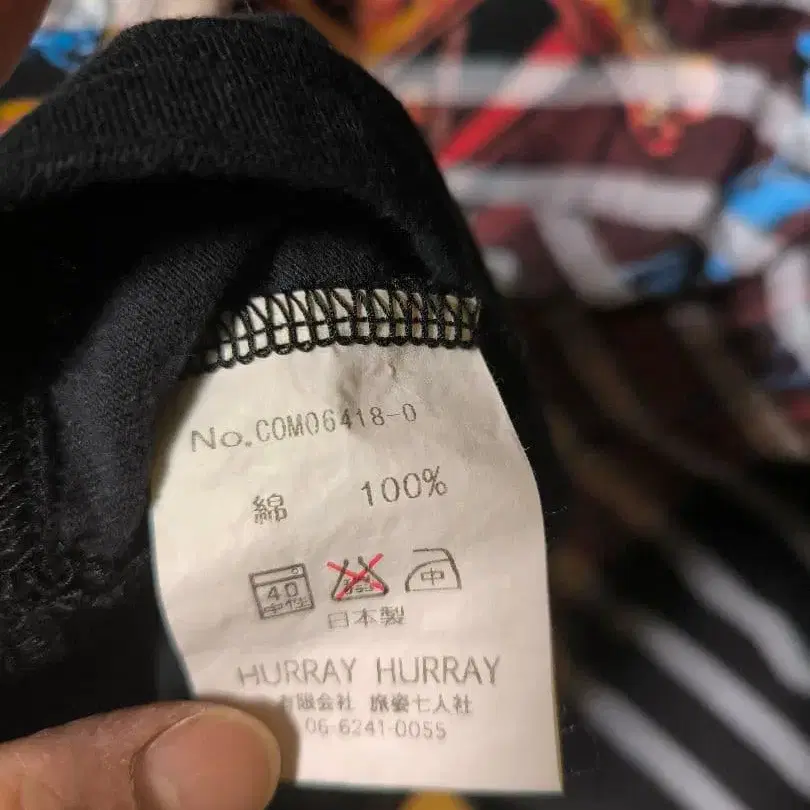 No.COM06418-0
綿 100%
40 中性 中
日本製
HURRAY HURRAY
有限会社 旅姿七人社
06-6241-0055